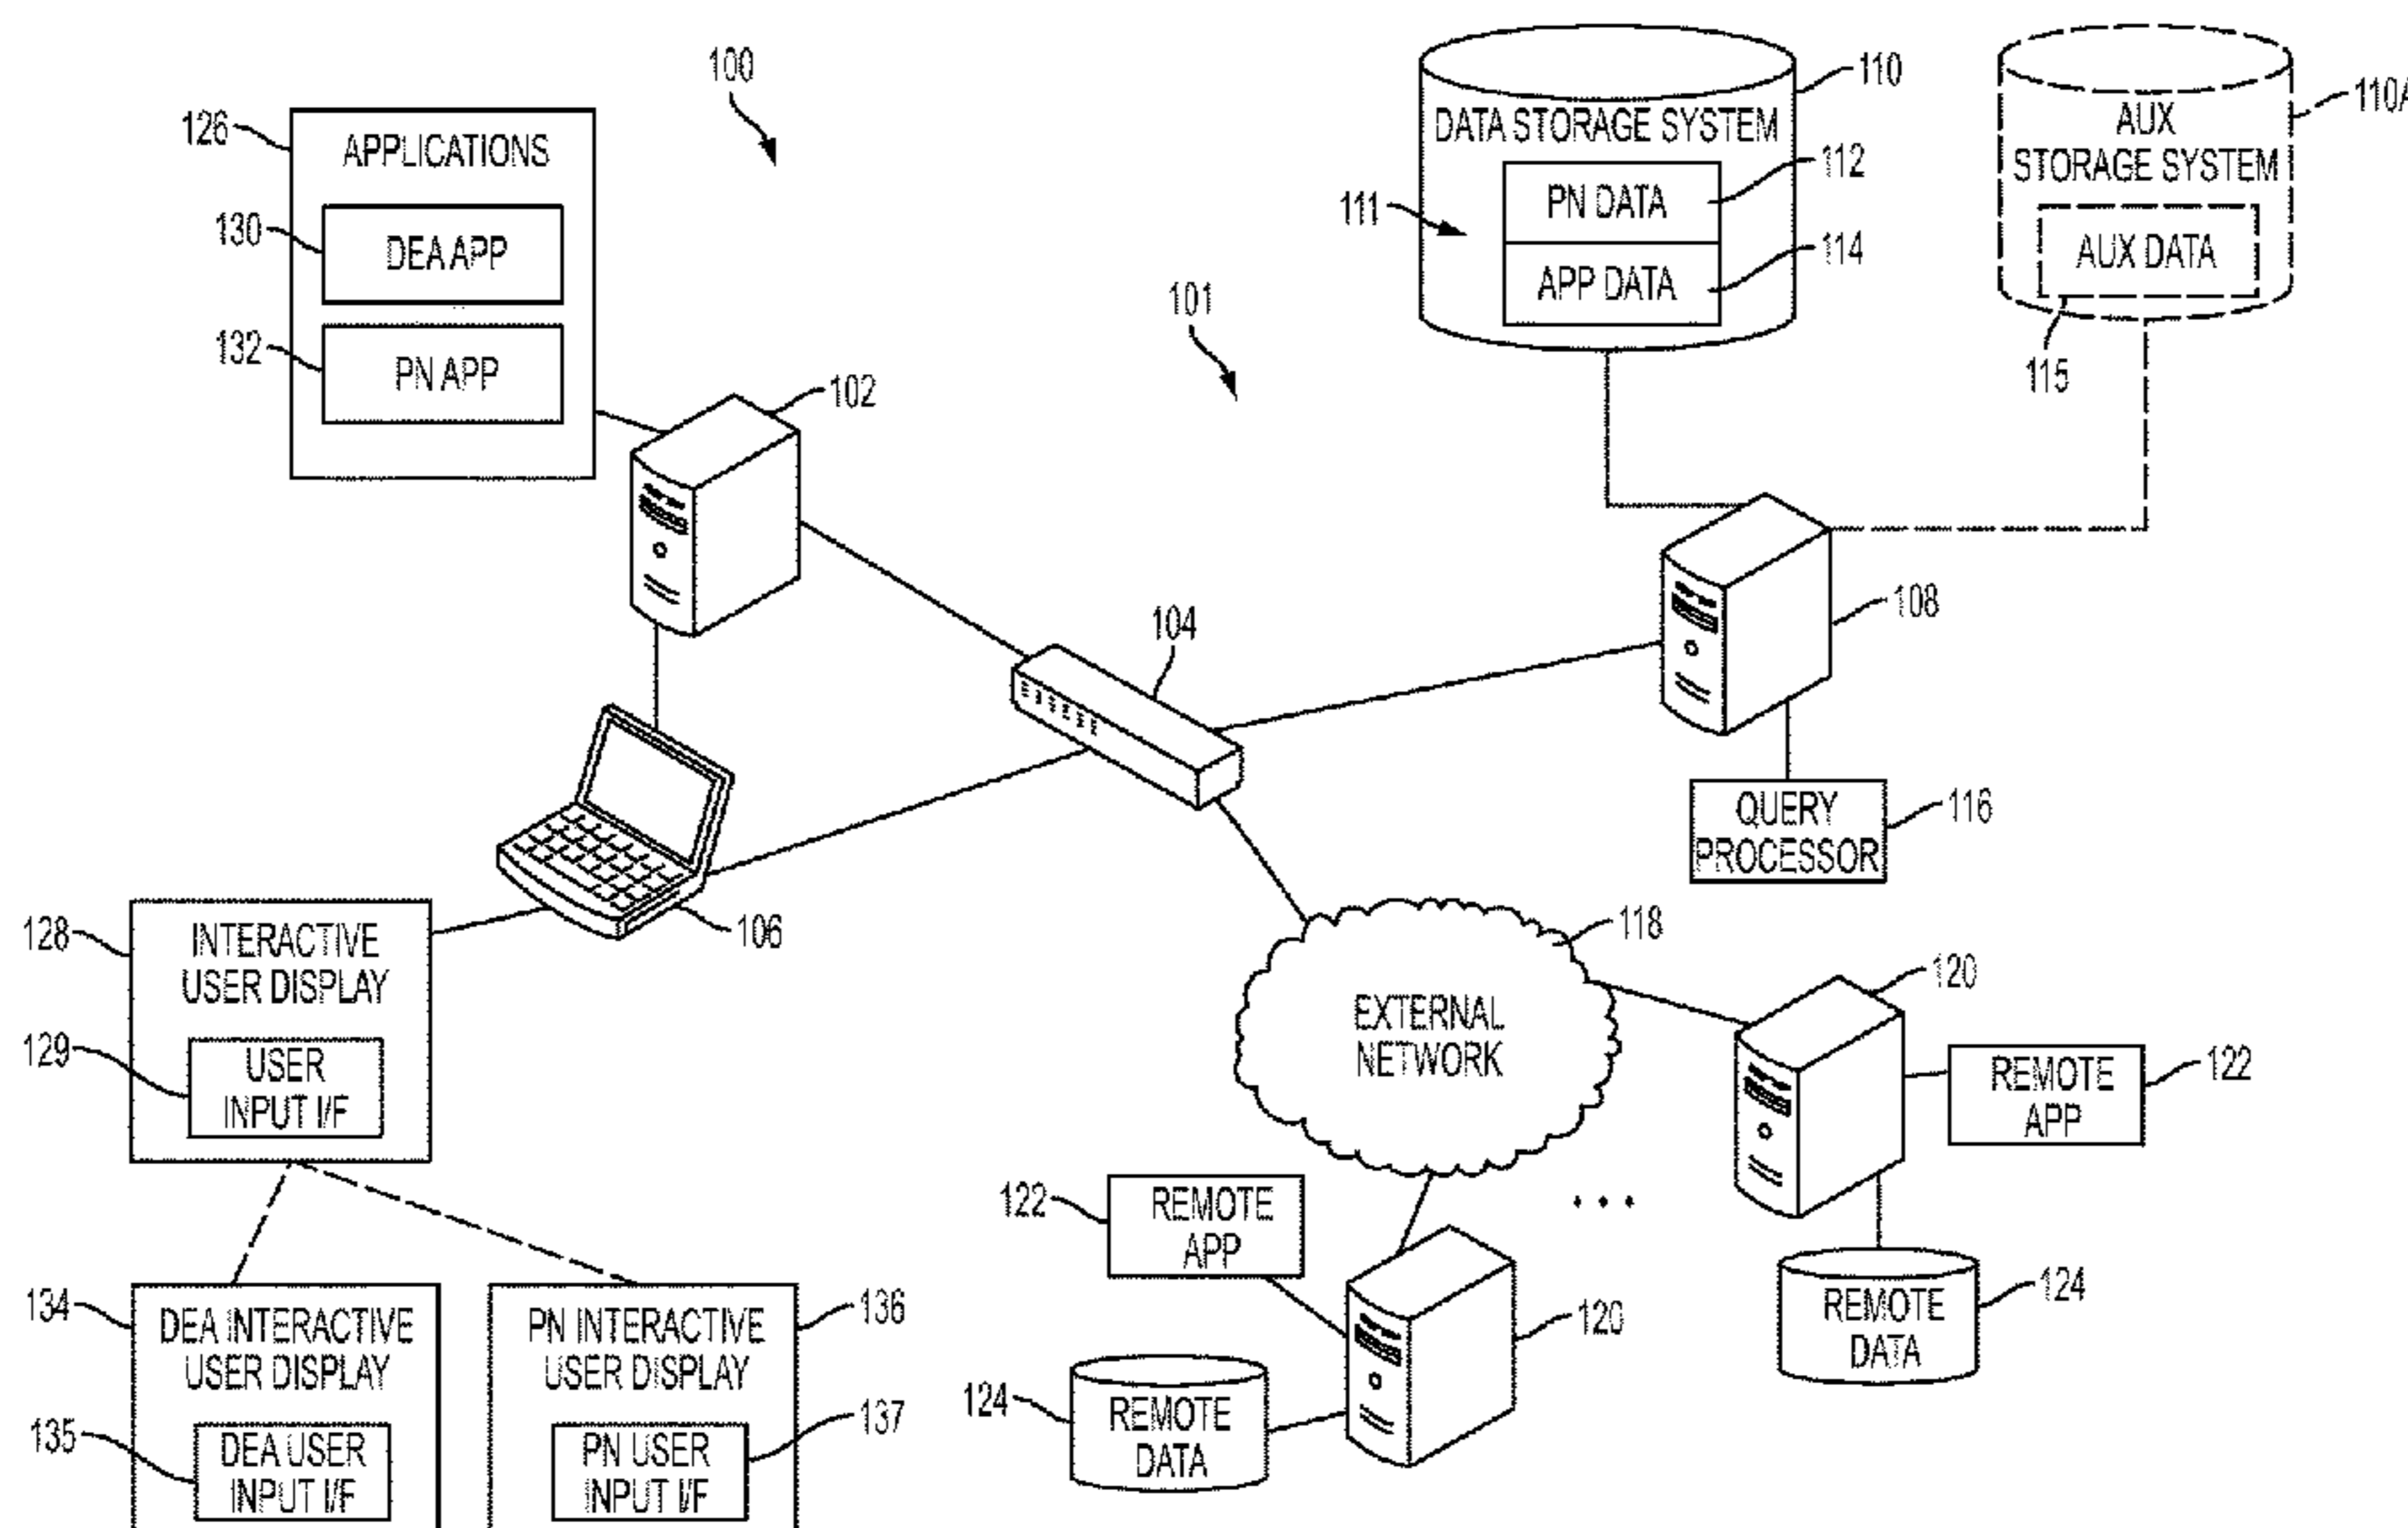 100
126
APPLICATIONS
130
DEA APP
132
PN APP
102
110
DATA STORAGE SYSTEM
112
PN DATA
111
114
APP DATA
110A
AUX
STORAGE SYSTEM
AUX DATA
115
101
104
108
QUERY
PROCESSOR
116
106
128
INTERACTIVE
USER DISPLAY
129
USER
INPUT I/F
118
EXTERNAL
NETWORK
120
REMOTE
APP
122
REMOTE
DATA
124
122
REMOTE
APP
120
124
REMOTE
DATA
134
DEA INTERACTIVE
USER DISPLAY
135
DEA USER
INPUT I/F
136
PN INTERACTIVE
USER DISPLAY
137
PN USER
INPUT I/F